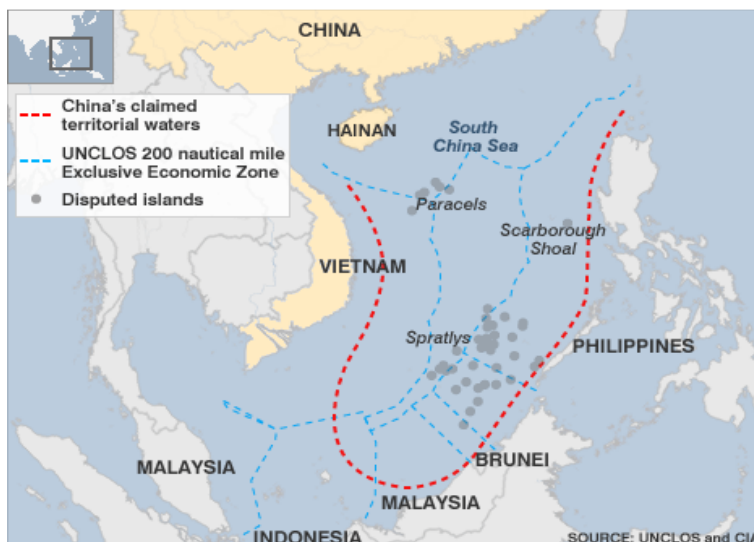 CHINA
China's claimed
territorial waters
UNCLOS 200 nautical mile
Exclusive Economic Zone
Disputed islands
HAINAN
South
China Sea
Paracels
Scarborough
Shoal
VIETNAM
Spratlys
PHILIPPINES
MALAYSIA
BRUNEI
MALAYSIA
INDONESIA
SOURCE: UNCLOS and CIA